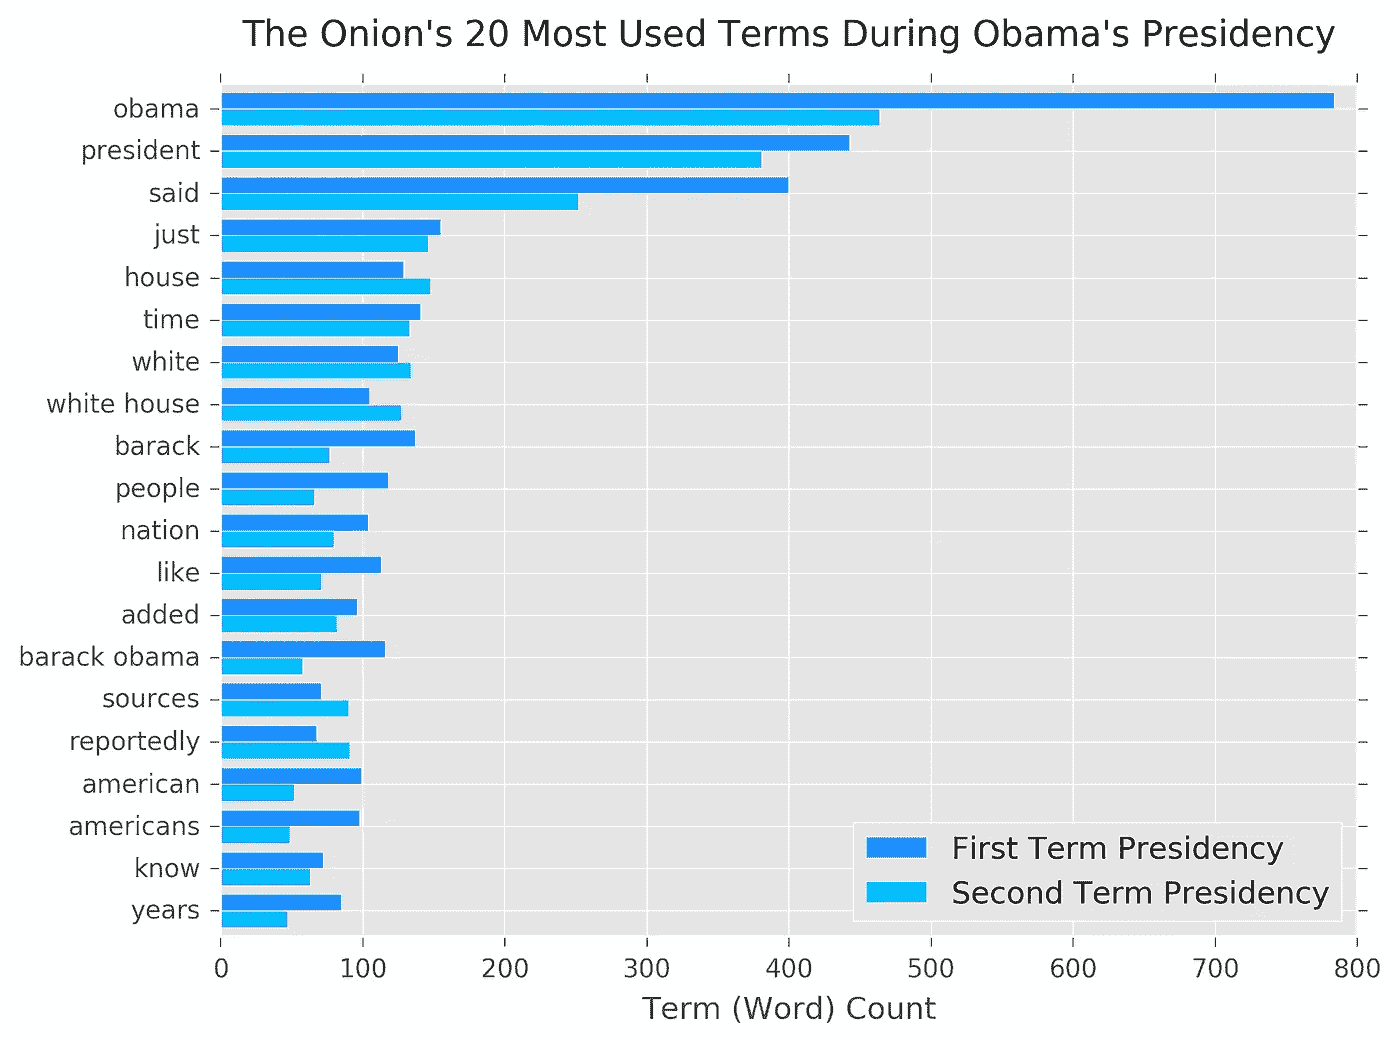 The Onion's 20 Most Used Terms During Obama's Presidency
obama
president
said
just
house
time
white
white house
barack
people
nation
like
added
barack obama
sources
reportedly
american
americans
know
years
First Term Presidency
Second Term Presidency
0 100 200 300 400 500 600 700 800
Term (Word) Count